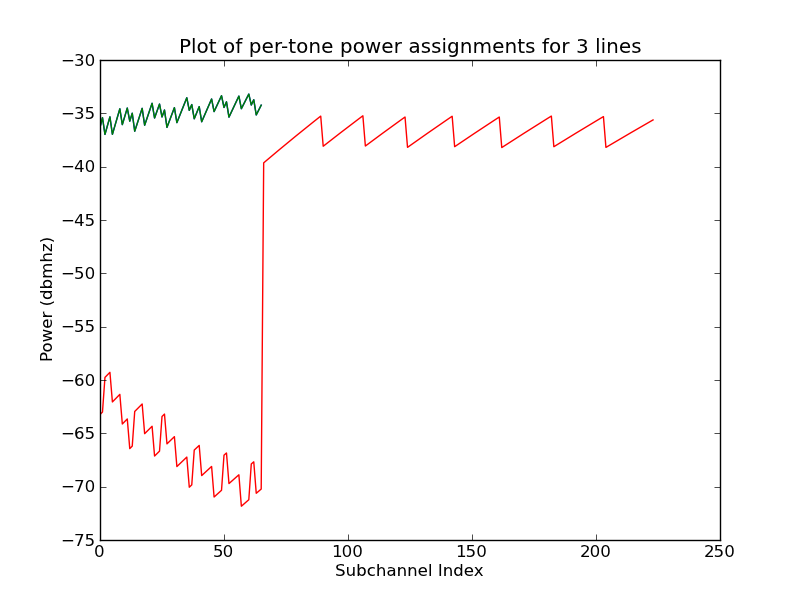 Plot of per-tone power assignments for 3 lines
−30
−35
−40
−45
−50
−55
−60
−65
−70
−75
Power (dbmhz)
0 50 100 150 200 250
Subchannel Index